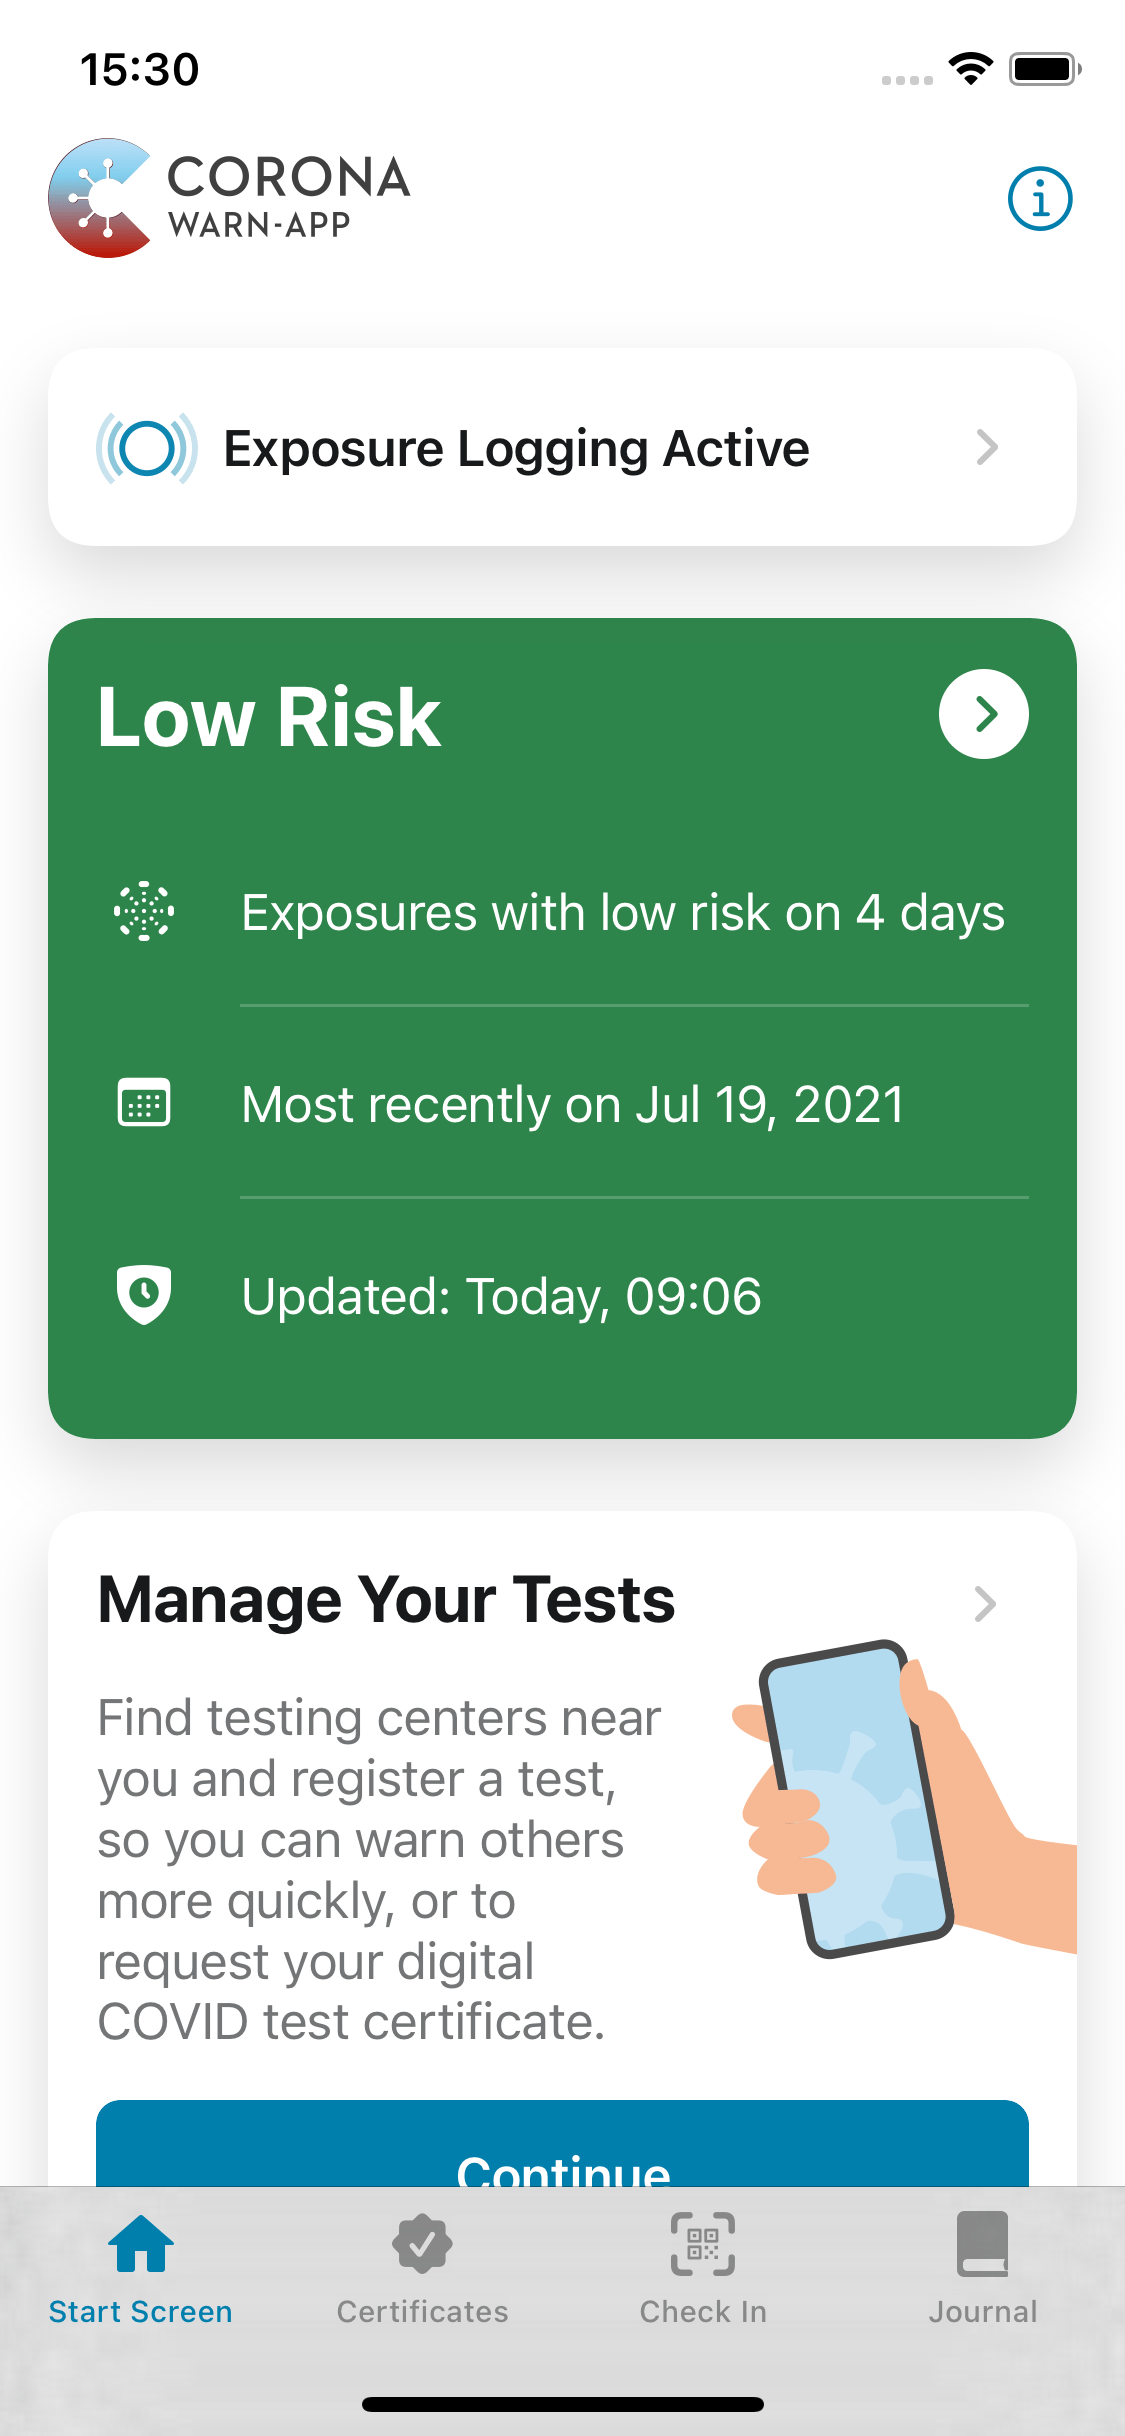 15:30
CORONA
WARN-APP
Exposure Logging Active
Low Risk
Exposures with low risk on 4 days
Most recently on Jul 19, 2021
Updated: Today, 09:06
Manage Your Tests
Find testing centers near
you and register a test,
so you can warn others
more quickly, or to
request your digital
COVID test certificate.
Continue
Start Screen
Certificates
Check In
Journal